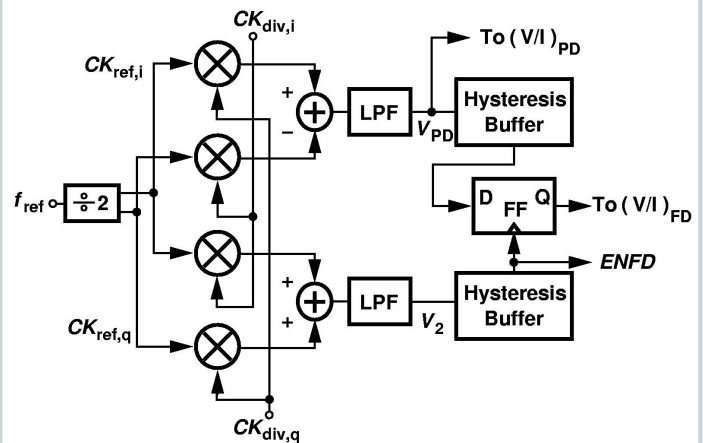 CKdiv,i
CKref,i
To (V/I)PD
+
LPF
VPD
Hysteresis
Buffer
−
fref
÷2
D
FF
Q
To (V/I)FD
ENFD
+
LPF
V2
Hysteresis
Buffer
+
CKref,q
CKdiv,q